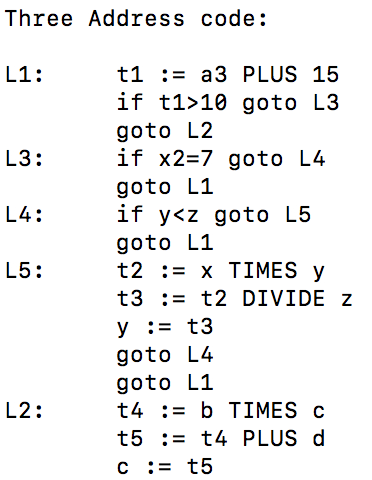 Three Address code:
L1: t1 := a3 PLUS 15
if t1>10 goto L3
goto L2
L3: if x2=7 goto L4
goto L1
L4: if y<z goto L5
goto L1
L5: t2 := x TIMES y
t3 := t2 DIVIDE z
y := t3
goto L4
goto L1
L2: t4 := b TIMES c
t5 := t4 PLUS d
c := t5